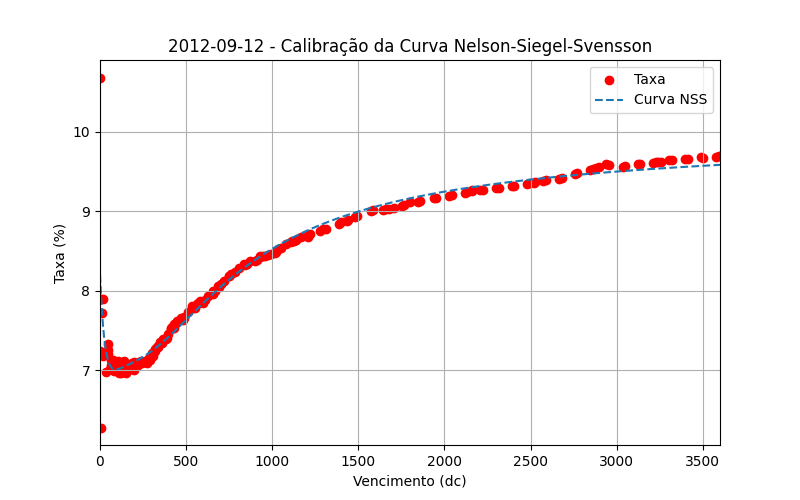 2012-09-12 - Calibração da Curva Nelson-Siegel-Svensson
Taxa
Curva NSS
Taxa (%)
10
9
8
7
0 500 1000 1500 2000 2500 3000 3500
Vencimento (dc)